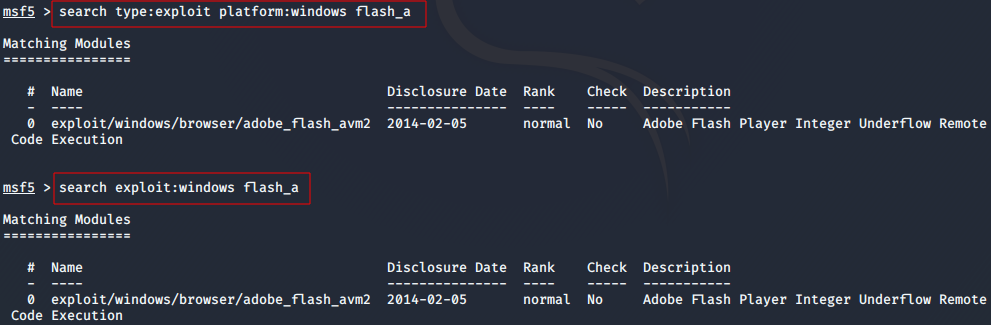 msf5 > search type:exploit platform:windows flash_a
Matching Modules
================
#  Name                                    Disclosure Date  Rank    Check  Description
-  ----                                    ---------------  ----    -----  -----------
0  exploit/windows/browser/adobe_flash_avm2  2014-02-05       normal  No     Adobe Flash Player Integer Underflow Remote
Code Execution
msf5 > search exploit:windows flash_a
Matching Modules
================
#  Name                                    Disclosure Date  Rank    Check  Description
-  ----                                    ---------------  ----    -----  -----------
0  exploit/windows/browser/adobe_flash_avm2  2014-02-05       normal  No     Adobe Flash Player Integer Underflow Remote
Code Execution